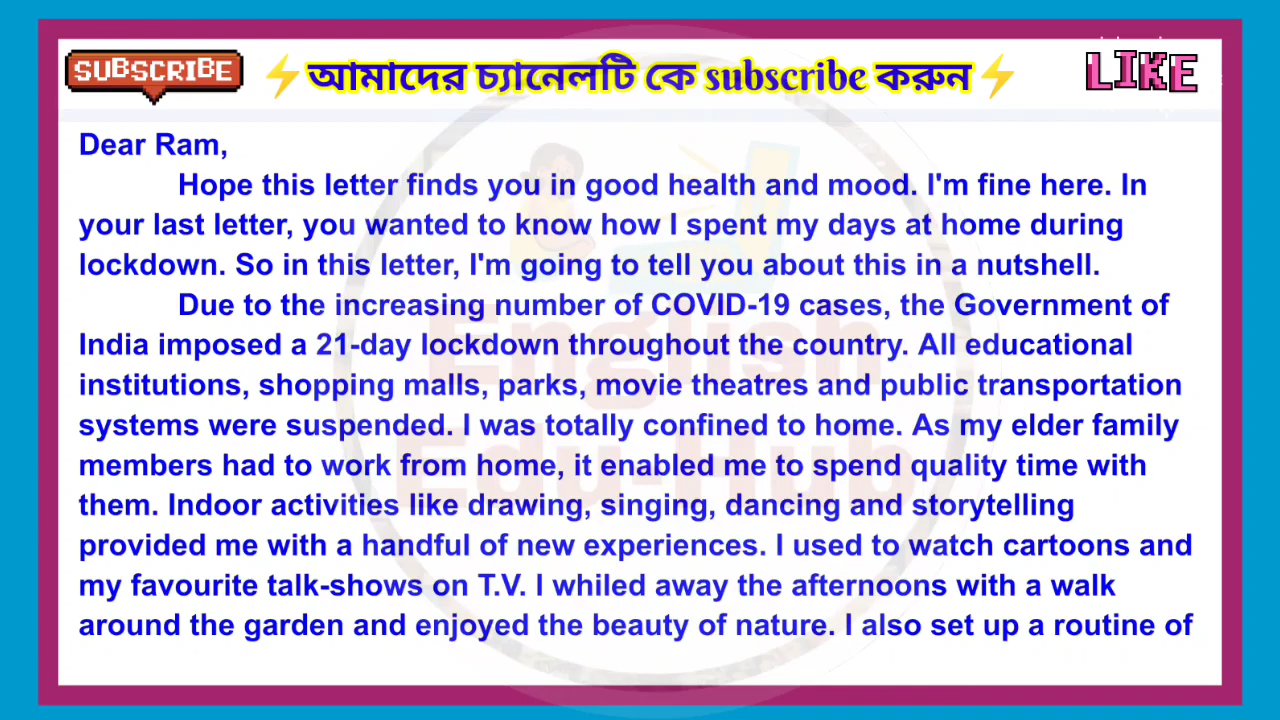 SUBSCRIBE
⚡আমাদের চ্যানেলটি কে subscribe করুন⚡
LIKE
Dear Ram,
Hope this letter finds you in good health and mood. I'm fine here. In
your last letter, you wanted to know how I spent my days at home during
lockdown. So in this letter, I'm going to tell you about this in a nutshell.
Due to the increasing number of COVID-19 cases, the Government of
India imposed a 21-day lockdown throughout the country. All educational
institutions, shopping malls, parks, movie theatres and public transportation
systems were suspended. I was totally confined to home. As my elder family
members had to work from home, it enabled me to spend quality time with
them. Indoor activities like drawing, singing, dancing and storytelling
provided me with a handful of new experiences. I used to watch cartoons and
my favourite talk-shows on T.V. I whiled away the afternoons with a walk
around the garden and enjoyed the beauty of nature. I also set up a routine of
English
Edu-Hub